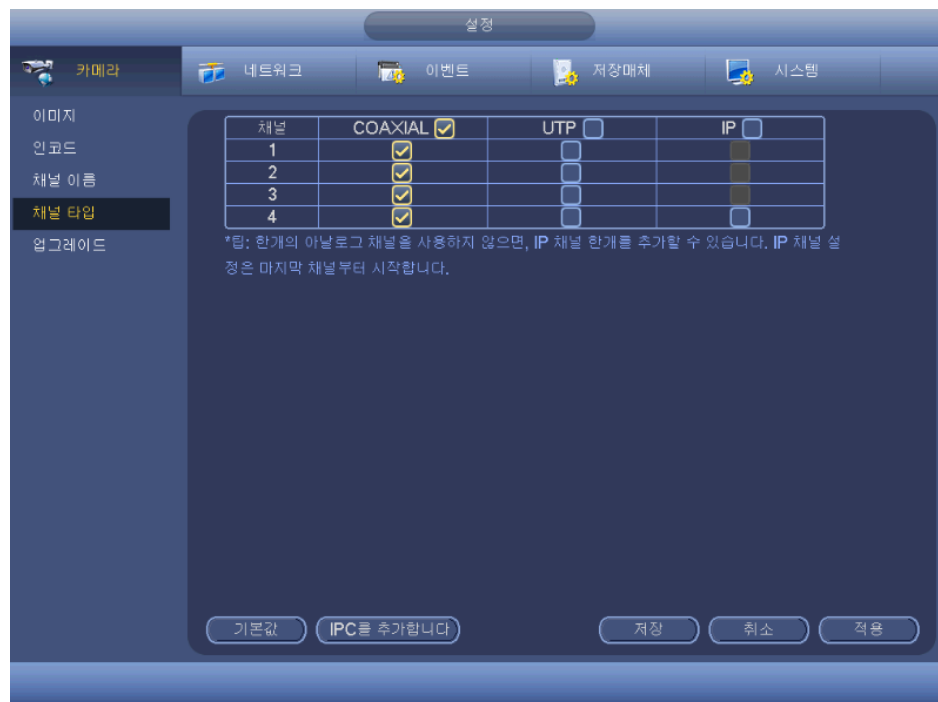 설정
카메라 네트워크 이벤트 저장매체 시스템
이미지
인코드
채널 이름
채널 타입
업그레이드
채널 COAXIAL UTP IP
1
2
3
4
*팁: 한개의 아날로그 채널을 사용하지 않으면, IP 채널 한개를 추가할 수 있습니다. IP 채널 설
정은 마지막 채널부터 시작합니다.
기본값 IPC를 추가합니다 저장 취소 적용